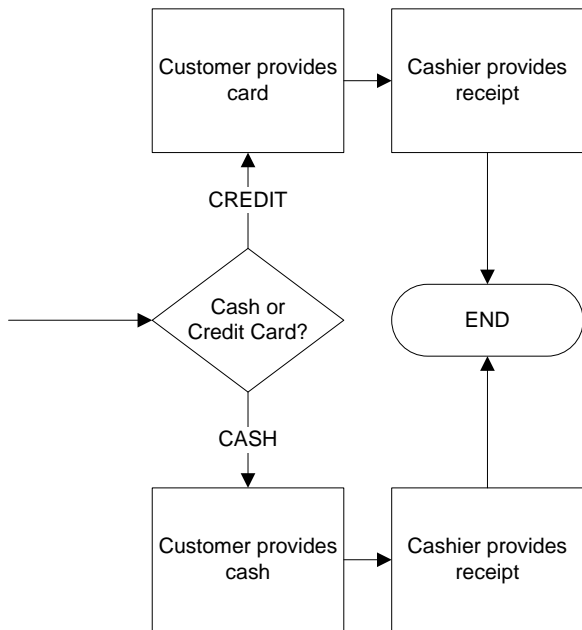 Customer provides
card
Cashier provides
receipt
CREDIT
Cash or
Credit Card?
END
CASH
Customer provides
cash
Cashier provides
receipt